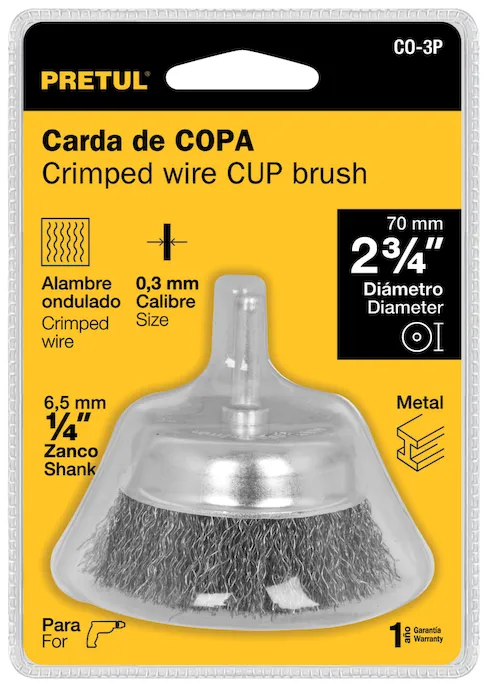 CO-3P
PRETUL®
Carda de COPA
Crimped wire CUP brush
70 mm
2 3/4"
Diámetro
Diameter
Alambre
ondulado
Crimped
wire
0,3 mm
Calibre
Size
6,5 mm
1/4"
Zanco
Shank
Metal
Para
For
1 año
Garantía
Warranty